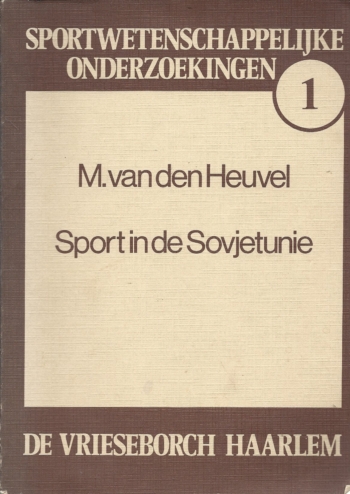 SPORTWETENSCHAPPELIJKE
ONDERZOEKINGEN
1
M. van den Heuvel
Sport in de Sovjetunie
DE VRIESEBORCH HAARLEM